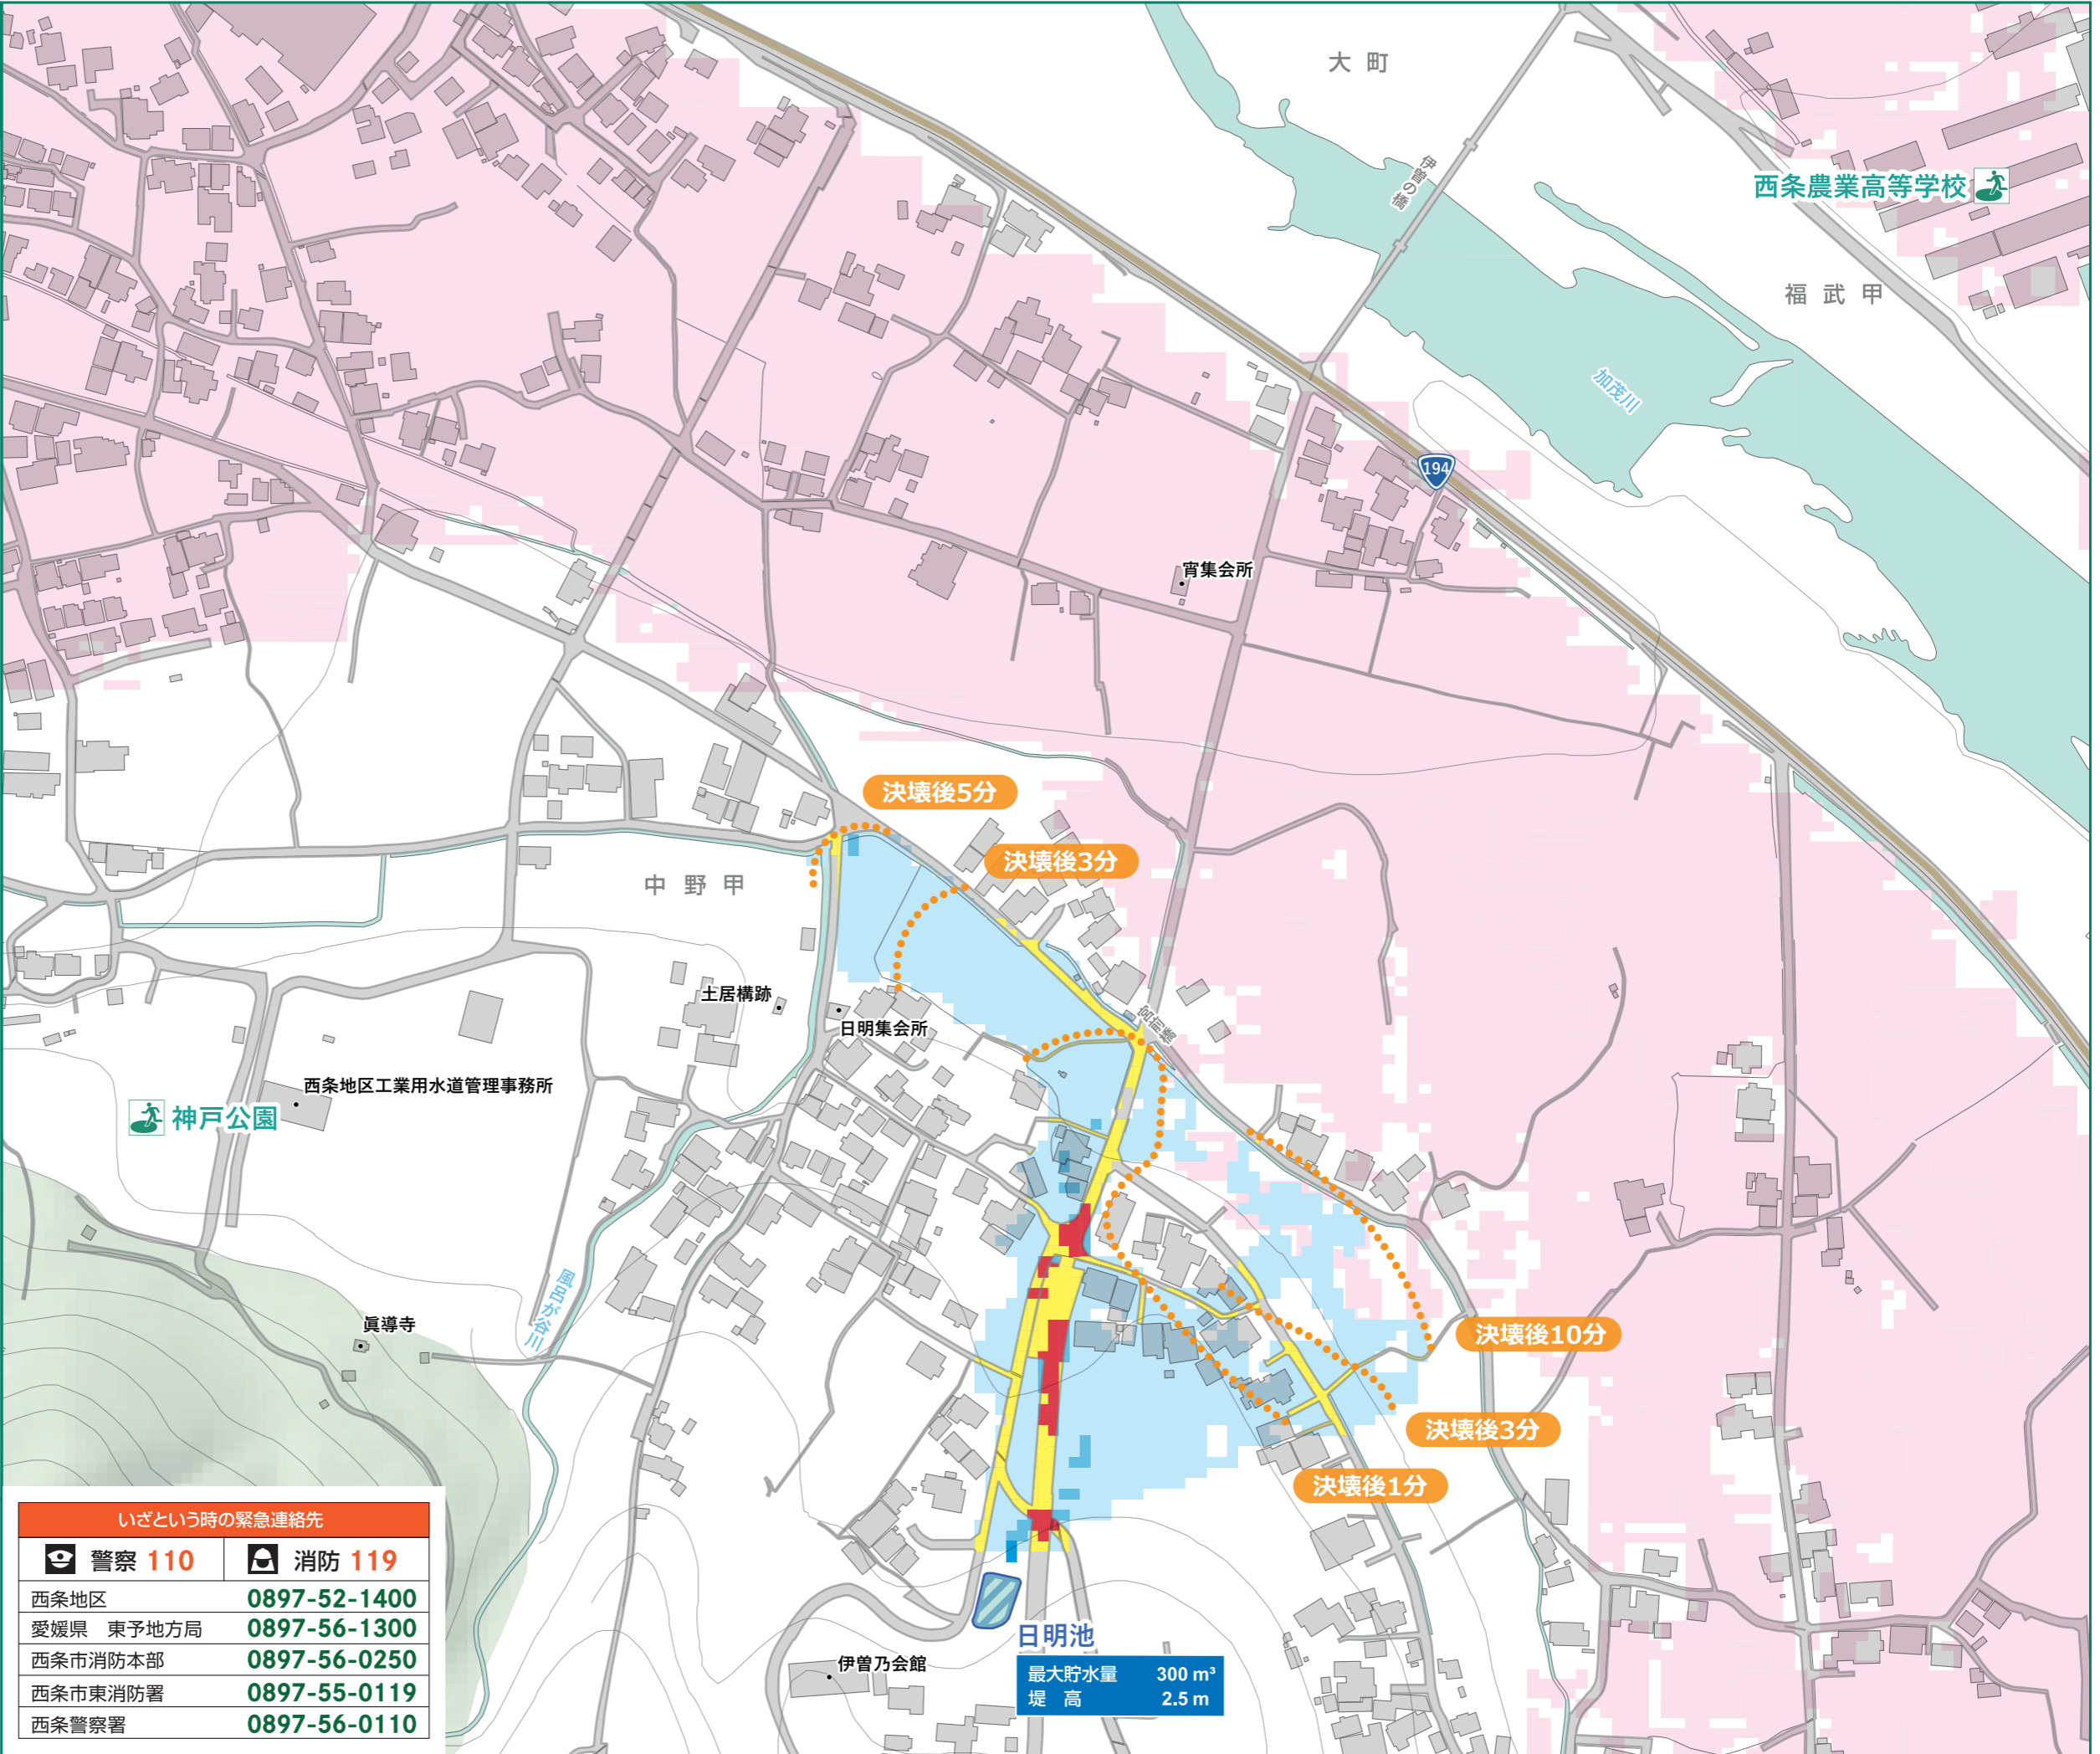 大町
伊曽の橋
西条農業高等学校
福武甲
加茂川
194
宵集会所
決壊後5分
決壊後3分
中野甲
土居構跡
日明集会所
宮前橋
西条地区工業用水道管理事務所
神戸公園
風呂が谷川
眞導寺
決壊後10分
決壊後3分
決壊後1分
いざという時の緊急連絡先
警察 110 消防 119
西条地区 0897-52-1400
愛媛県 東予地方局 0897-56-1300
西条市消防本部 0897-56-0250
西条市東消防署 0897-55-0119
西条警察署 0897-56-0110
日明池
伊曽乃会館
最大貯水量 300 m³
堤 高 2.5 m